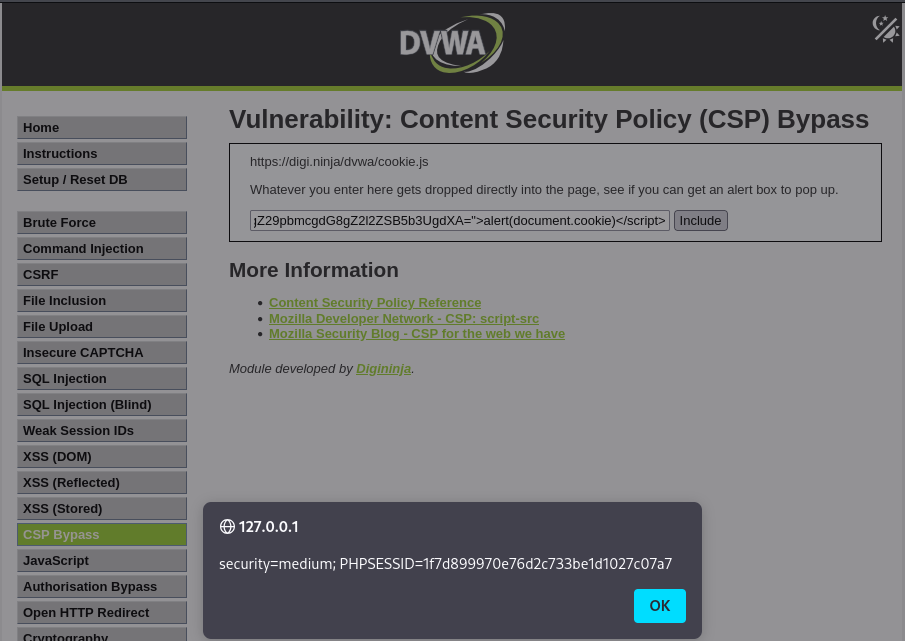 DVWA
Vulnerability: Content Security Policy (CSP) Bypass
Home
Instructions
Setup / Reset DB
Brute Force
Command Injection
CSRF
File Inclusion
File Upload
Insecure CAPTCHA
SQL Injection
SQL Injection (Blind)
Weak Session IDs
XSS (DOM)
XSS (Reflected)
XSS (Stored)
CSP Bypass
JavaScript
Authorisation Bypass
Open HTTP Redirect
Cryptography
https://digi.ninja/dvwa/cookie.js
Whatever you enter here gets dropped directly into the page, see if you can get an alert box to pop up.
Z29pbmcgdG8gZ2l2ZSB5b3UgdXA=">alert(document.cookie)</script> Include
More Information
• Content Security Policy Reference
• Mozilla Developer Network - CSP: script-src
• Mozilla Security Blog - CSP for the web we have
Module developed by Digininja.
127.0.0.1
security=medium; PHPSESSID=1f7d899970e76d2c733be1d1027c07a7
OK